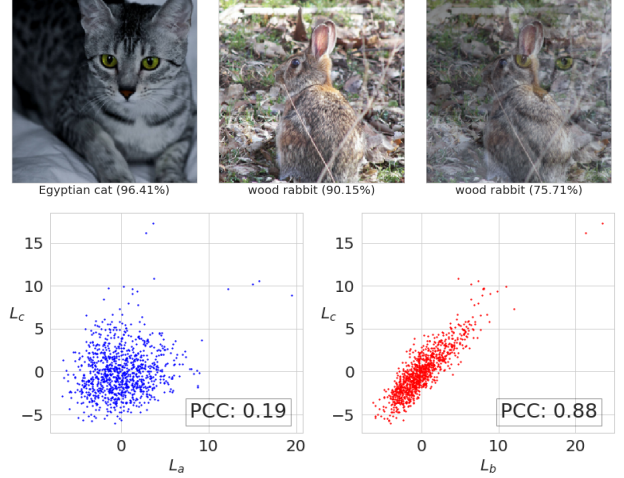 Egyptian cat (96.41%)
wood rabbit (90.15%)
wood rabbit (75.71%)
15
10
5
0
−5
L_c
PCC: 0.19
0
10
20
L_a
15
10
5
0
−5
L_c
PCC: 0.88
0
10
20
L_b